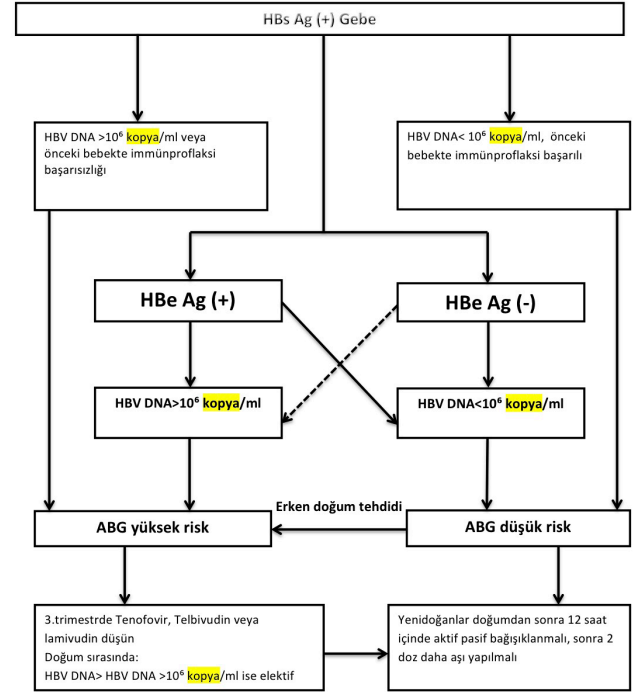 HBs Ag (+) Gebe
HBV DNA >10⁶ kopya/ml veya
önceki bebekte immünproflaksi
başarısızlığı
HBV DNA< 10⁶ kopya/ml, önceki
bebekte immünproflaksi başarılı
HBe Ag (+)
HBe Ag (-)
HBV DNA>10⁶ kopya/ml
HBV DNA<10⁶ kopya/ml
Erken doğum tehdidi
ABG yüksek risk
ABG düşük risk
3.trimestrde Tenofovir, Telbivudin veya
lamivudin düşün
Doğum sırasında:
HBV DNA> HBV DNA >10⁶ kopya/ml ise elektif
Yenidoğanlar doğumdan sonra 12 saat
içinde aktif pasif bağışıklanmalı, sonra 2
doz daha aşı yapılmalı